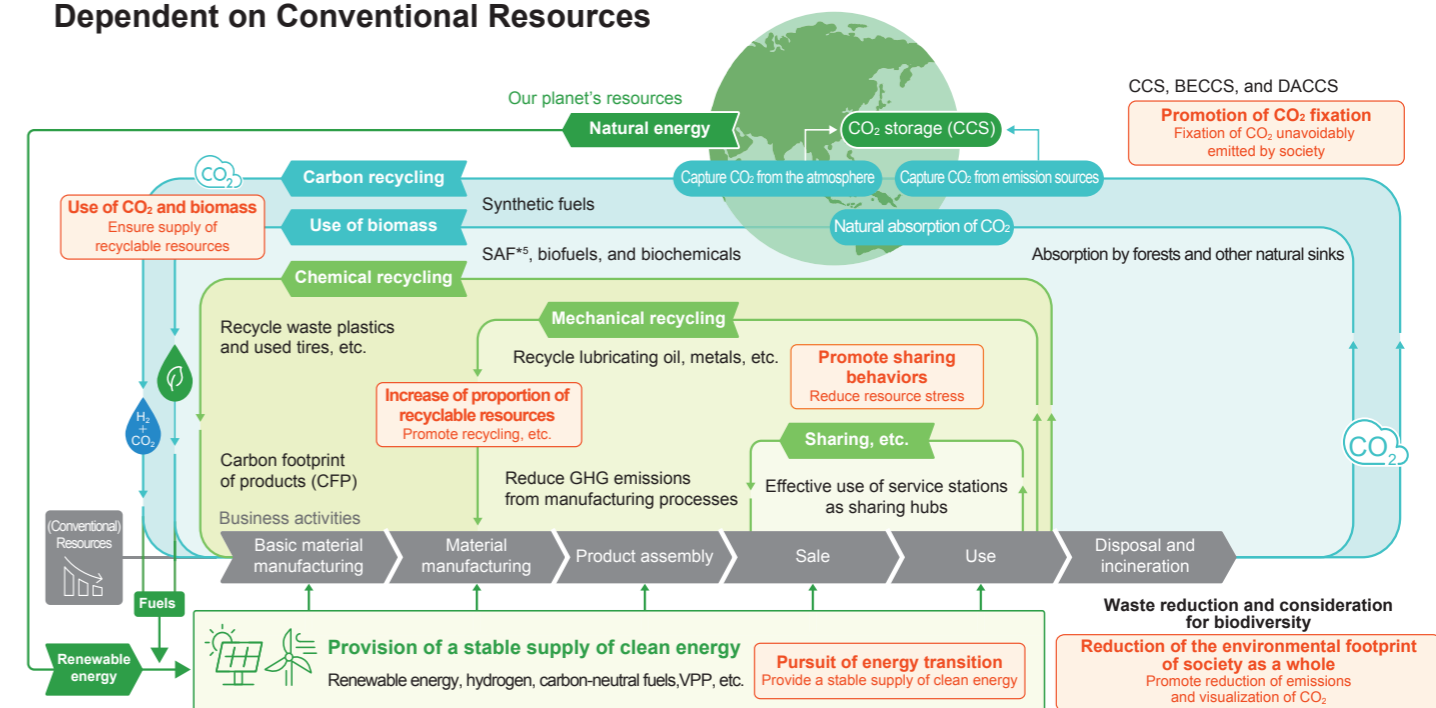 Dependent on Conventional Resources
Our planet's resources
Natural energy
CO₂ storage (CCS)
CCS, BECCS, and DACCS
Promotion of CO₂ fixation
Fixation of CO₂ unavoidably
emitted by society
CO₂
Carbon recycling
Capture CO₂ from the atmosphere
Capture CO₂ from emission sources
Use of CO₂ and biomass
Ensure supply of
recyclable resources
Synthetic fuels
Use of biomass
Natural absorption of CO₂
SAF*⁵, biofuels, and biochemicals
Absorption by forests and other natural sinks
Chemical recycling
Recycle waste plastics
and used tires, etc.
Mechanical recycling
Recycle lubricating oil, metals, etc.
Promote sharing
behaviors
Reduce resource stress
Increase of proportion of
recyclable resources
Promote recycling, etc.
H₂
+
CO₂
Sharing, etc.
CO₂
Carbon footprint
of products (CFP)
Reduce GHG emissions
from manufacturing processes
Effective use of service stations
as sharing hubs
Business activities
(Conventional)
Resources
Basic material
manufacturing
Material
manufacturing
Product assembly
Sale
Use
Disposal and
incineration
Fuels
Renewable
energy
Provision of a stable supply of clean energy
Renewable energy, hydrogen, carbon-neutral fuels,VPP, etc.
Pursuit of energy transition
Provide a stable supply of clean energy
Waste reduction and consideration
for biodiversity
Reduction of the environmental footprint
of society as a whole
Promote reduction of emissions
and visualization of CO₂